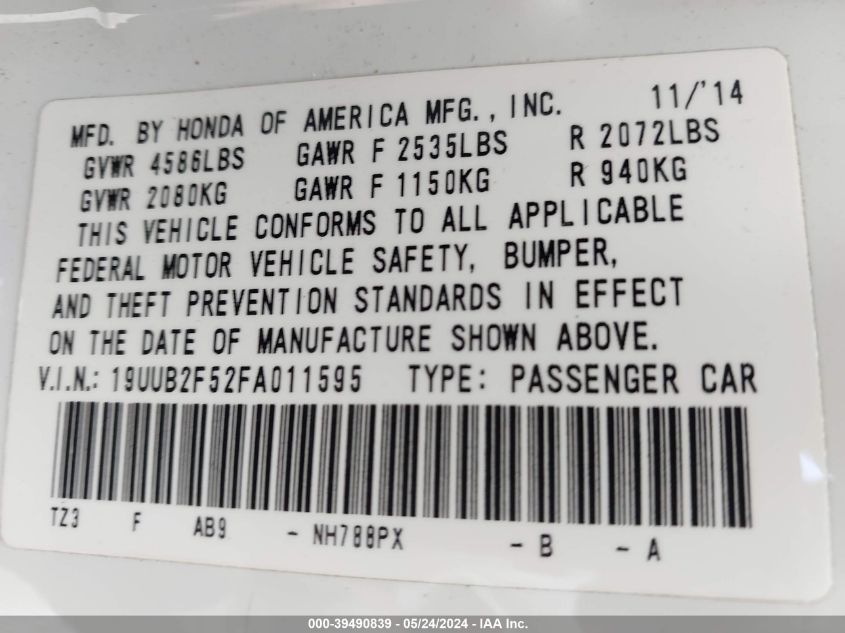 MFD. BY HONDA OF AMERICA MFG., INC. 11/'14
GVWR 4586LBS GAWR F 2535LBS R 2072LBS
GVWR 2080KG GAWR F 1150KG R 940KG
THIS VEHICLE CONFORMS TO ALL APPLICABLE
FEDERAL MOTOR VEHICLE SAFETY, BUMPER,
AND THEFT PREVENTION STANDARDS IN EFFECT
ON THE DATE OF MANUFACTURE SHOWN ABOVE.
V.I.N.: 19UUB2F52FA011595 TYPE: PASSENGER CAR
TZ3 F AB9 - NH788PX - B - A
000-39490839 - 05/24/2024 - IAA Inc.